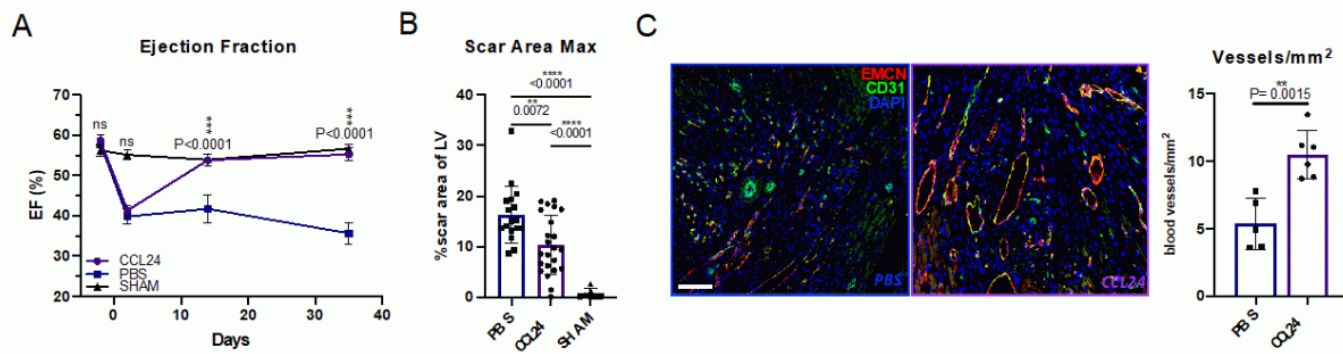 A
Ejection Fraction
ns
ns
***
P<0.0001
***
P<0.0001
70
60
50
40
30
20
EF (%)
CCL24
PBS
SHAM
0
10
20
30
40
Days
B
Scar Area Max
****
<0.0001
**
0.0072
****
<0.0001
40
30
20
10
0
%scar area of LV
PBS
CCL24
SHAM
C
EMCN
CD31
DAPI
PBS
CCL24
Vessels/mm²
**
P= 0.0015
15
10
5
0
blood vessels/mm²
PBS
CCL24